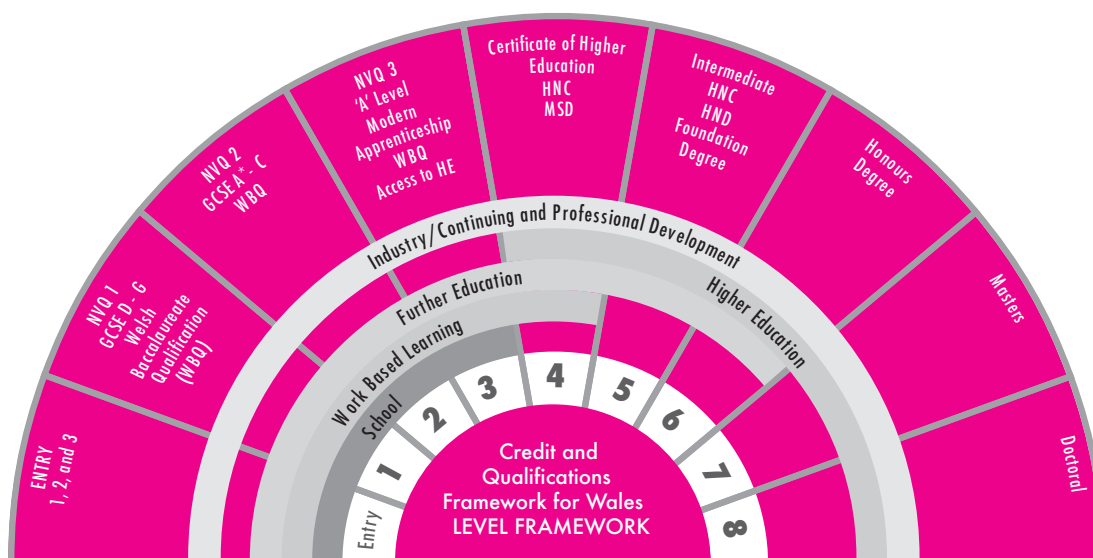 ENTRY
1, 2, and 3
NVQ 1
GCSE D - G
Welsh
Baccalaureate
Qualification
(WBQ)
NVQ 2
GCSE A* - C
WBQ
NVQ 3
‘A’ Level
Modern
Apprenticeship
WBQ
Access to HE
Certificate of Higher
Education
HNC
MSD
Intermediate
HNC
HND
Foundation
Degree
Honours
Degree
Masters
Doctoral
Industry/Continuing and Professional Development
Further Education
Higher Education
Work Based Learning
School
Entry
1
2
3
4
5
6
7
8
Credit and
Qualifications
Framework for Wales
LEVEL FRAMEWORK